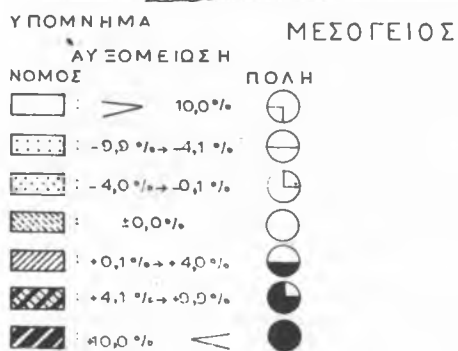 ΥΠΟΜΝΗΜΑ
ΜΕΣΟΓΕΙΟΣ
ΑΥΞΟΜΕΙΩΣΗ
ΝΟΜΟΣ ΠΟΛΗ
: > 10,0%
: -9,9 % → -4,1 %
: -4,0% → -0,1 %
: ±0,0%
: +0,1% → +4,0%
: +4,1% → +9,9%
: +10,0% <